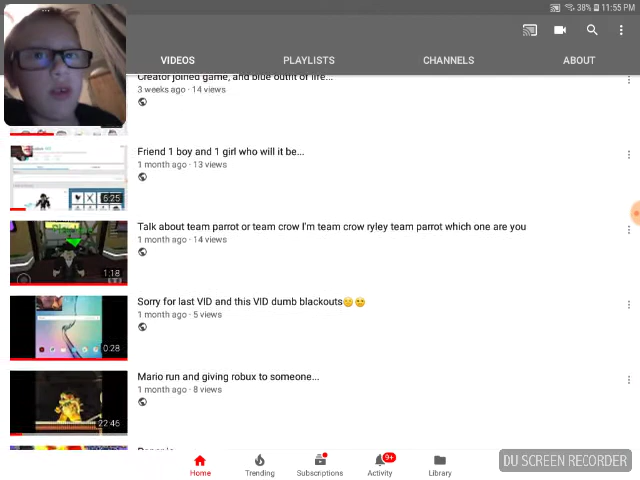 38% 11:55 PM
VIDEOS PLAYLISTS CHANNELS ABOUT
Creator joined game, and blue outfit of life...
3 weeks ago · 14 views
Friend 1 boy and 1 girl who will it be...
1 month ago · 13 views
6:25
Talk about team parrot or team crow I'm team crow ryley team parrot which one are you
1 month ago · 14 views
1:18
Sorry for last VID and this VID dumb blackouts😊😉
1 month ago · 5 views
0:28
Mario run and giving robux to someone...
1 month ago · 8 views
22:46
9+
Home Trending Subscriptions Activity Library
DU SCREEN RECORDER